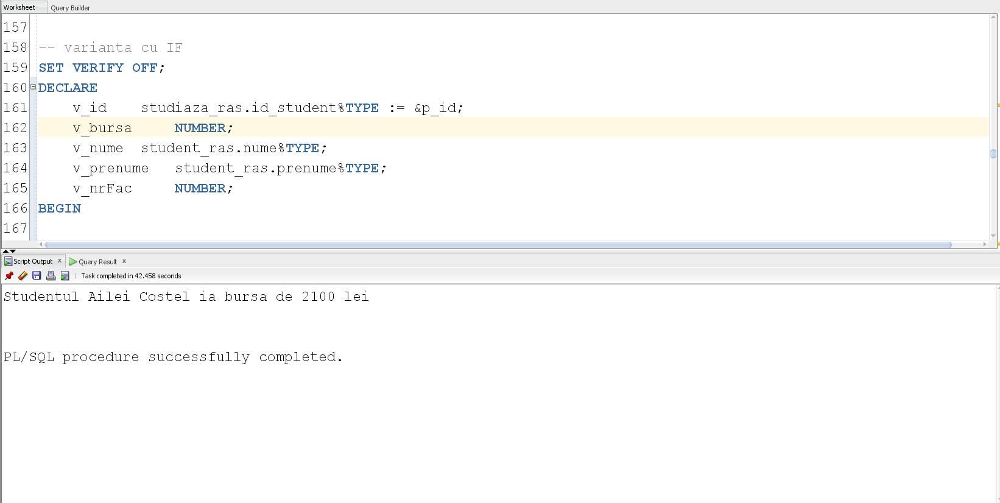 Worksheet Query Builder
157
158 -- varianta cu IF
159 SET VERIFY OFF;
160 DECLARE
161 v_id studiaza_ras.id_student%TYPE := &p_id;
162 v_bursa NUMBER;
163 v_nume student_ras.nume%TYPE;
164 v_prenume student_ras.prenume%TYPE;
165 v_nrFac NUMBER;
166 BEGIN
167
Script Output x Query Result x
Task completed in 42.458 seconds
Studentul Ailei Costel ia bursa de 2100 lei
PL/SQL procedure successfully completed.